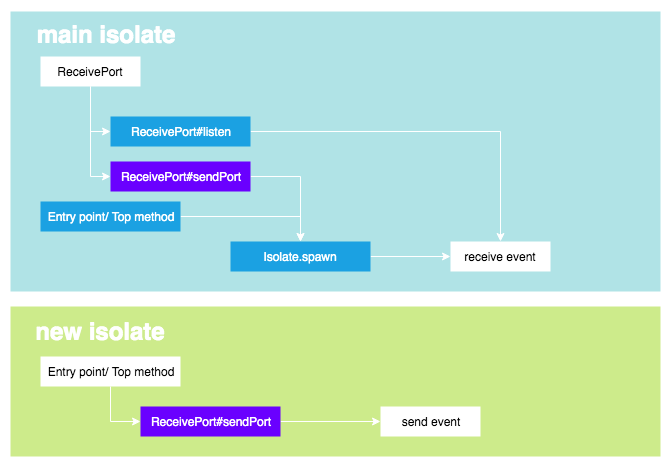 main isolate
ReceivePort
ReceivePort#listen
ReceivePort#sendPort
Entry point/ Top method
Isolate.spawn
receive event
new isolate
Entry point/ Top method
ReceivePort#sendPort
send event